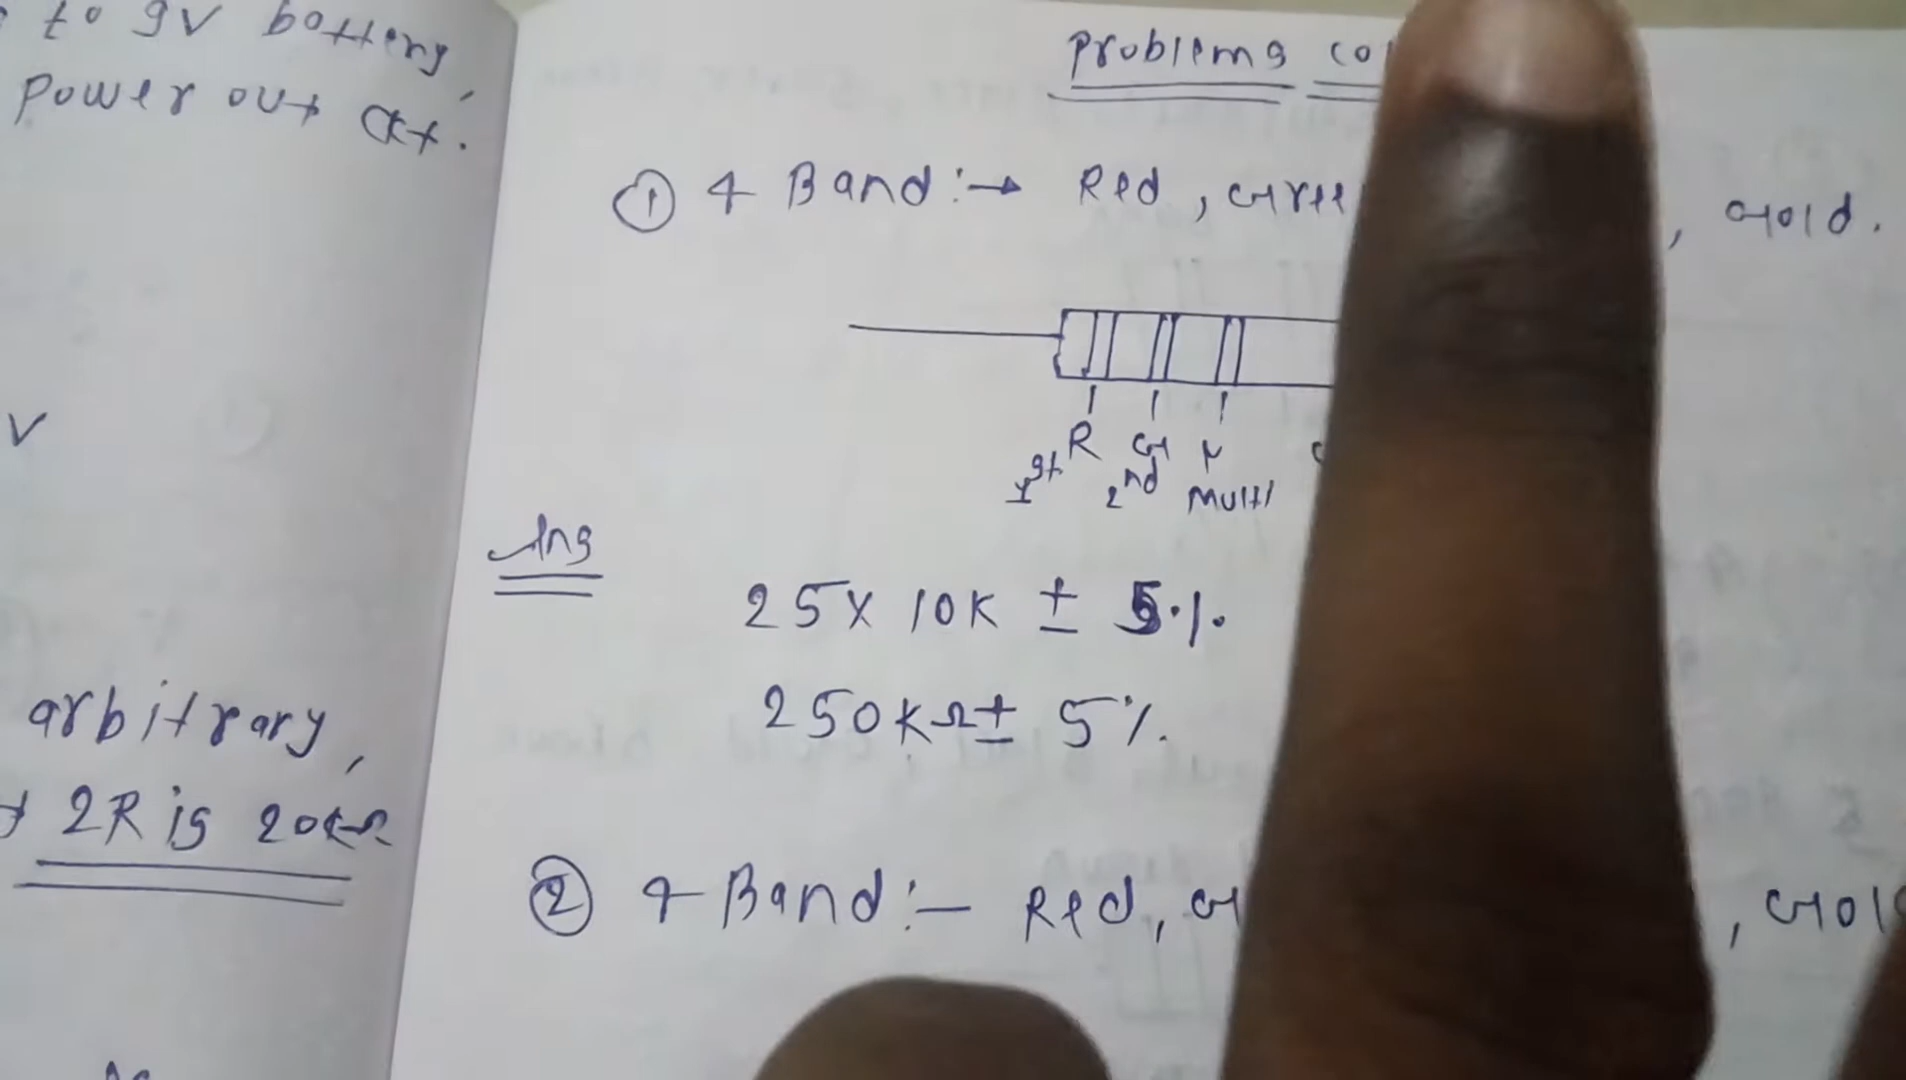 to 9V battery,
power out ckt.
V
arbitrary,
2R is 20kΩ
Problems
① 4 Band :→ Red, , Gold.
R G Y
1st 2nd Multi
Ans
25 x 10K ± 5%.
250kΩ ± 5%.
② 4 Band :- Red,